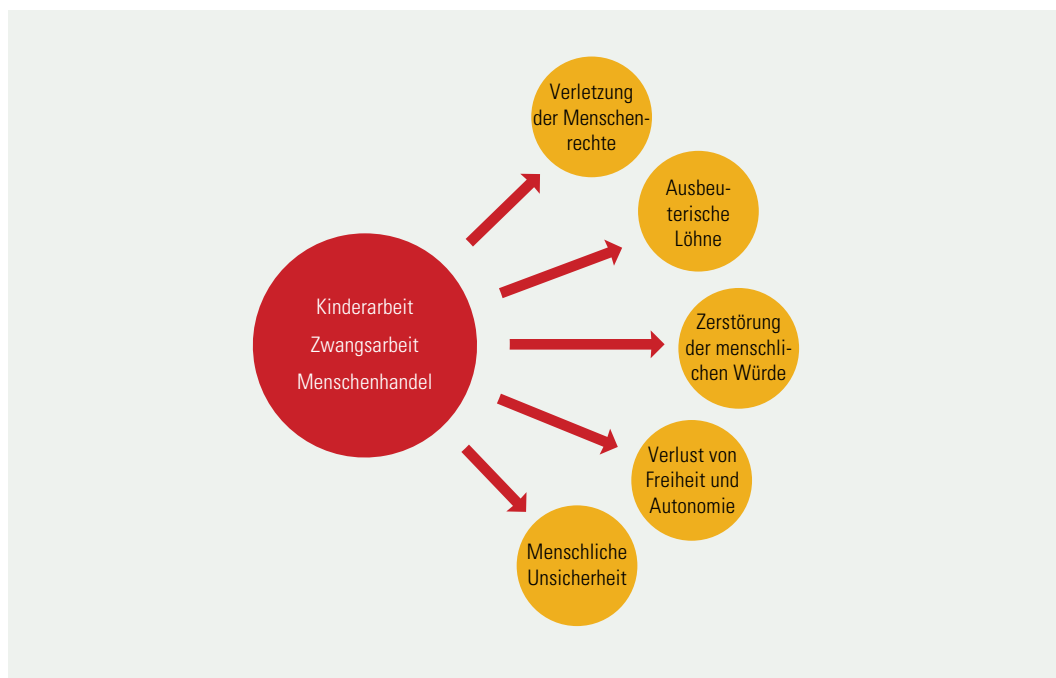 Verletzung
der Menschen-
rechte
Ausbeu-
terische
Löhne
Kinderarbeit
Zwangsarbeit
Menschenhandel
Zerstörung
der menschli-
chen Würde
Verlust von
Freiheit und
Autonomie
Menschliche
Unsicherheit